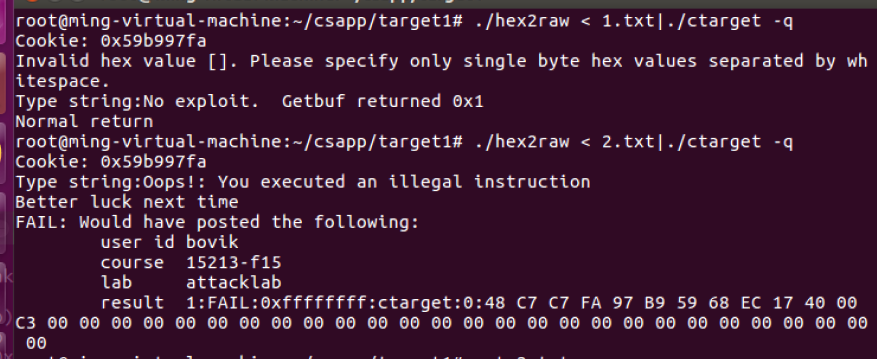 root@ming-virtual-machine:~/csapp/target1# ./hex2raw < 1.txt|./ctarget -q
Cookie: 0x59b997fa
Invalid hex value []. Please specify only single byte hex values separated by wh
itespace.
Type string:No exploit.  Getbuf returned 0x1
Normal return
root@ming-virtual-machine:~/csapp/target1# ./hex2raw < 2.txt|./ctarget -q
Cookie: 0x59b997fa
Type string:Oops!: You executed an illegal instruction
Better luck next time
FAIL: Would have posted the following:
        user id bovik
        course  15213-f15
        lab     attacklab
        result  1:FAIL:0xffffffff:ctarget:0:48 C7 C7 FA 97 B9 59 68 EC 17 40 00
C3 00 00 00 00 00 00 00 00 00 00 00 00 00 00 00 00 00 00 00 00 00 00 00 00 00 00
 00